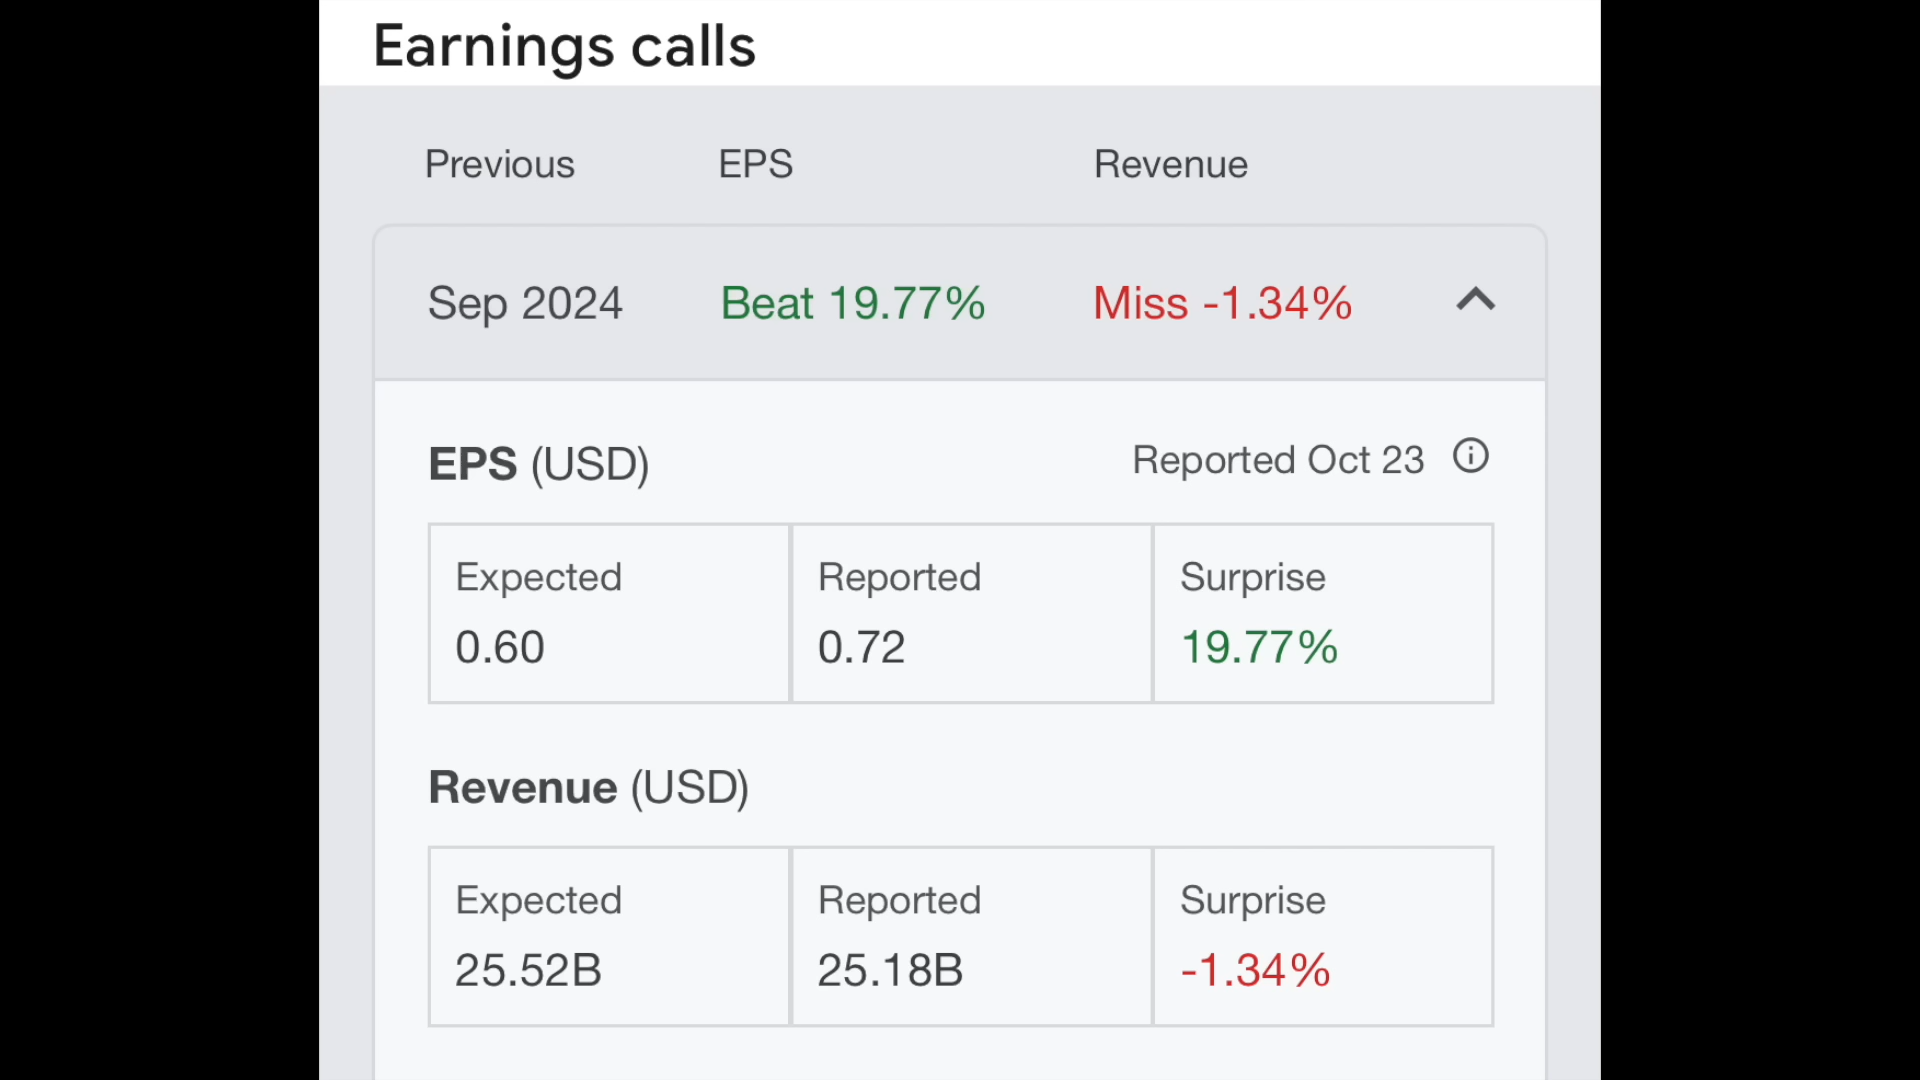 Earnings calls
Previous EPS Revenue
Sep 2024 Beat 19.77% Miss -1.34%
EPS (USD) Reported Oct 23
Expected Reported Surprise
0.60 0.72 19.77%
Revenue (USD)
Expected Reported Surprise
25.52B 25.18B -1.34%